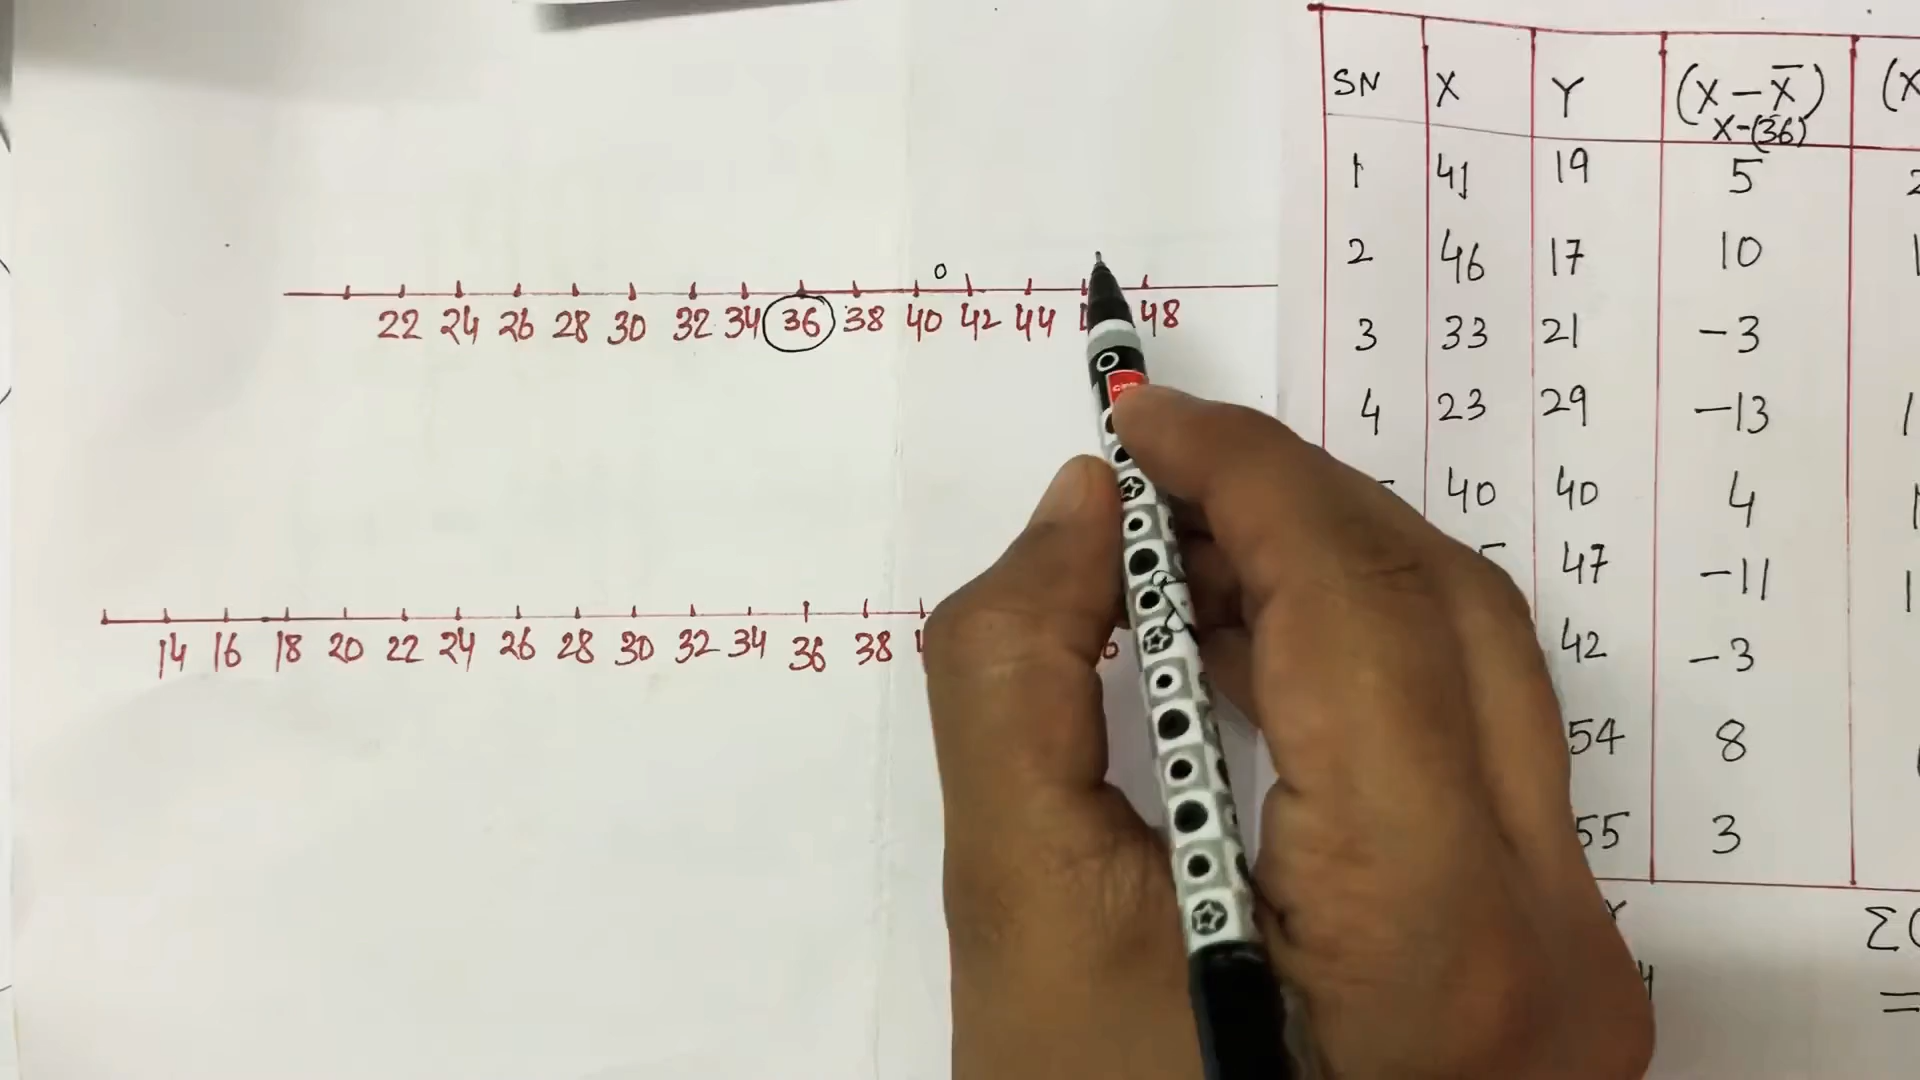 22 24 26 28 30 32 34 36 38 40 42 44 48
14 16 18 20 22 24 26 28 30 32 34 36 38
SN X Y (X - X̅)
X-(36)
1 41 19 5
2 46 17 10
3 33 21 -3
4 23 29 -13
40 40 4
47 -11
42 -3
54 8
55 3
Σ(
=